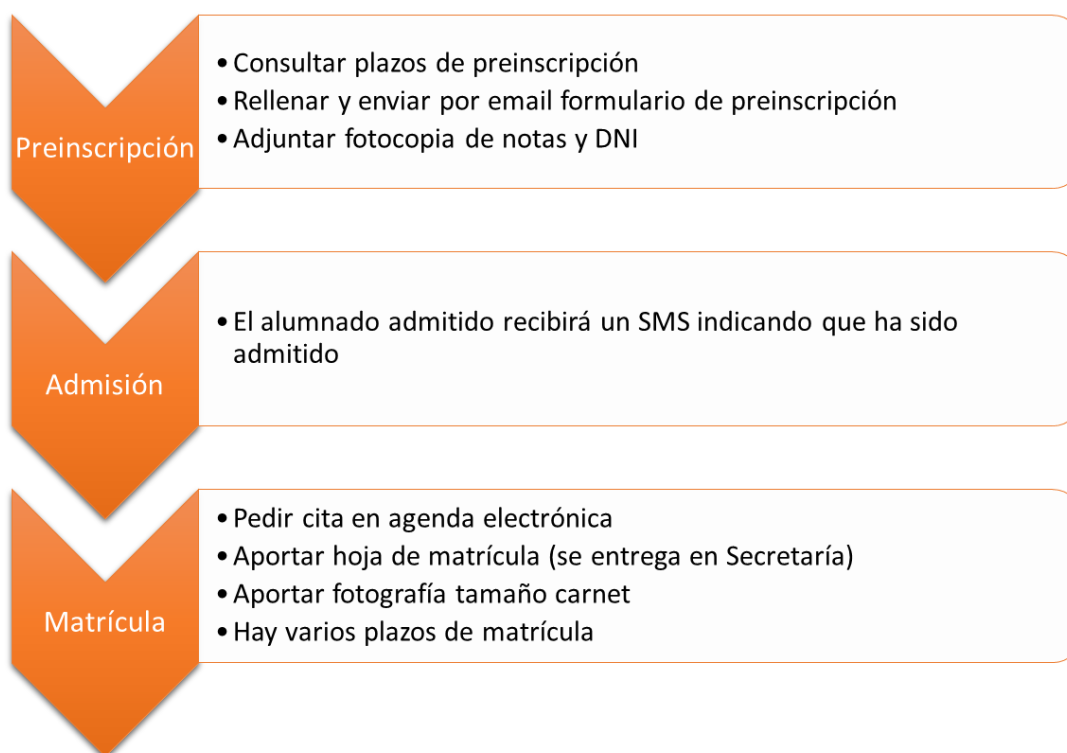 Preinscripción
• Consultar plazos de preinscripción
• Rellenar y enviar por email formulario de preinscripción
• Adjuntar fotocopia de notas y DNI
Admisión
• El alumnado admitido recibirá un SMS indicando que ha sido
admitido
Matrícula
• Pedir cita en agenda electrónica
• Aportar hoja de matrícula (se entrega en Secretaría)
• Aportar fotografía tamaño carnet
• Hay varios plazos de matrícula